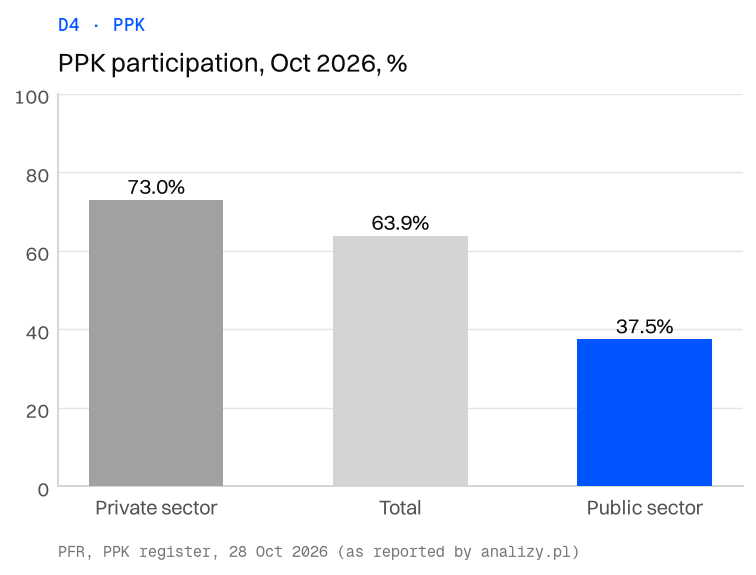 D4 · PPK
PPK participation, Oct 2026, %
100
80
60
40
20
0
73.0%
63.9%
37.5%
Private sector
Total
Public sector
PFR, PPK register, 28 Oct 2026 (as reported by analizy.pl)